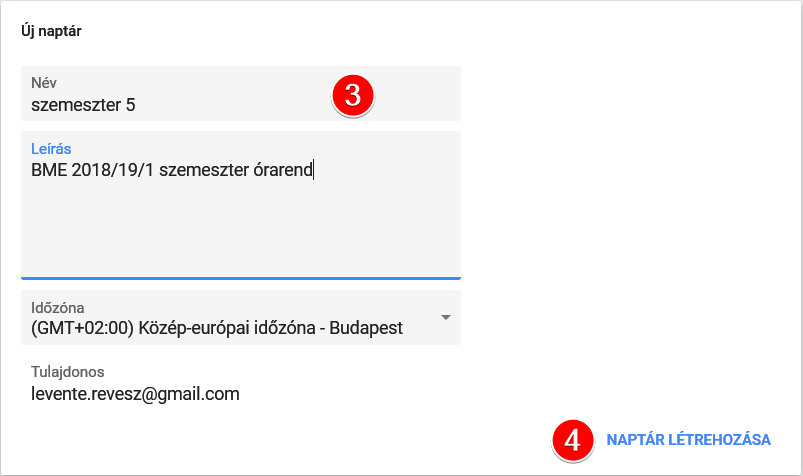 Új naptár
Név
szemeszter 5
3
Leírás
BME 2018/19/1 szemeszter órarend
Időzóna
(GMT+02:00) Közép-európai időzóna - Budapest
Tulajdonos
levente.revesz@gmail.com
4 NAPTÁR LÉTREHOZÁSA